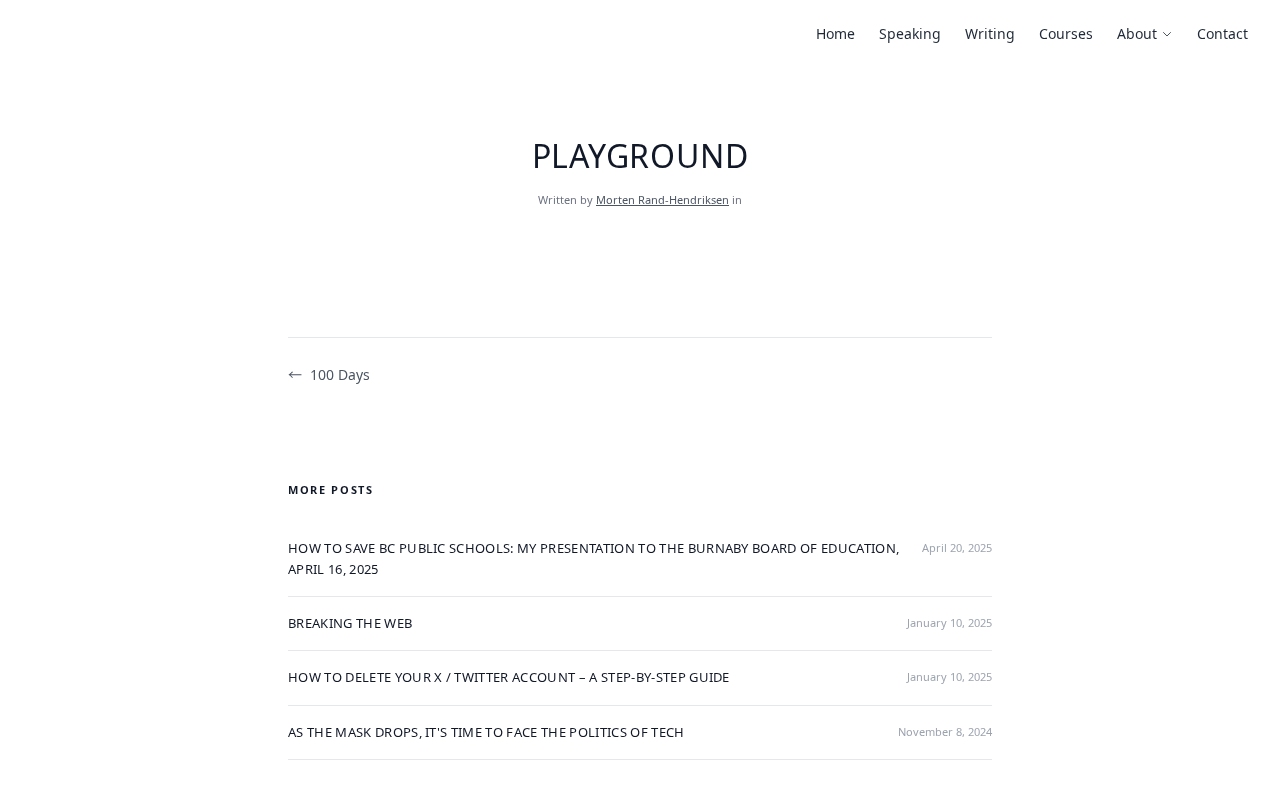 Home Speaking Writing Courses About Contact
PLAYGROUND
Written by Morten Rand-Hendriksen in
← 100 Days
MORE POSTS
HOW TO SAVE BC PUBLIC SCHOOLS: MY PRESENTATION TO THE BURNABY BOARD OF EDUCATION, April 20, 2025
APRIL 16, 2025
BREAKING THE WEB January 10, 2025
HOW TO DELETE YOUR X / TWITTER ACCOUNT – A STEP-BY-STEP GUIDE January 10, 2025
AS THE MASK DROPS, IT'S TIME TO FACE THE POLITICS OF TECH November 8, 2024